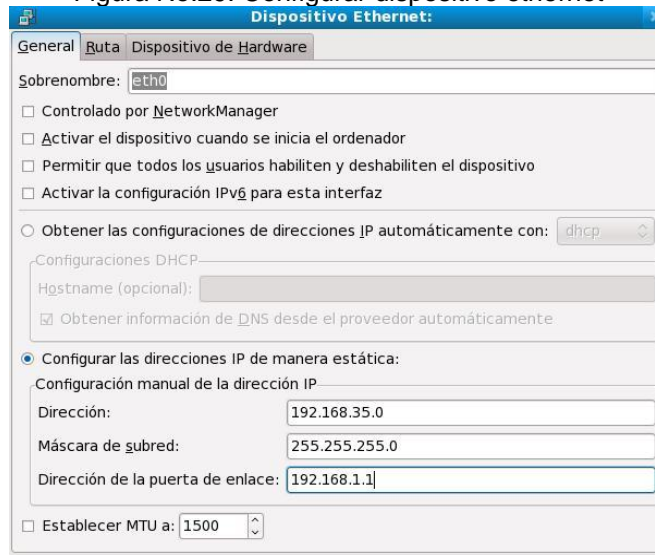 Dispositivo Ethernet:
General Ruta Dispositivo de Hardware
Sobrenombre: eth0
Controlado por NetworkManager
Activar el dispositivo cuando se inicia el ordenador
Permitir que todos los usuarios habiliten y deshabiliten el dispositivo
Activar la configuración IPv6 para esta interfaz
Obtener las configuraciones de direcciones IP automáticamente con: dhcp
Configuraciones DHCP
Hostname (opcional):
Obtener información de DNS desde el proveedor automáticamente
Configurar las direcciones IP de manera estática:
Configuración manual de la dirección IP
Dirección: 192.168.35.0
Máscara de subred: 255.255.255.0
Dirección de la puerta de enlace: 192.168.1.1
Establecer MTU a: 1500